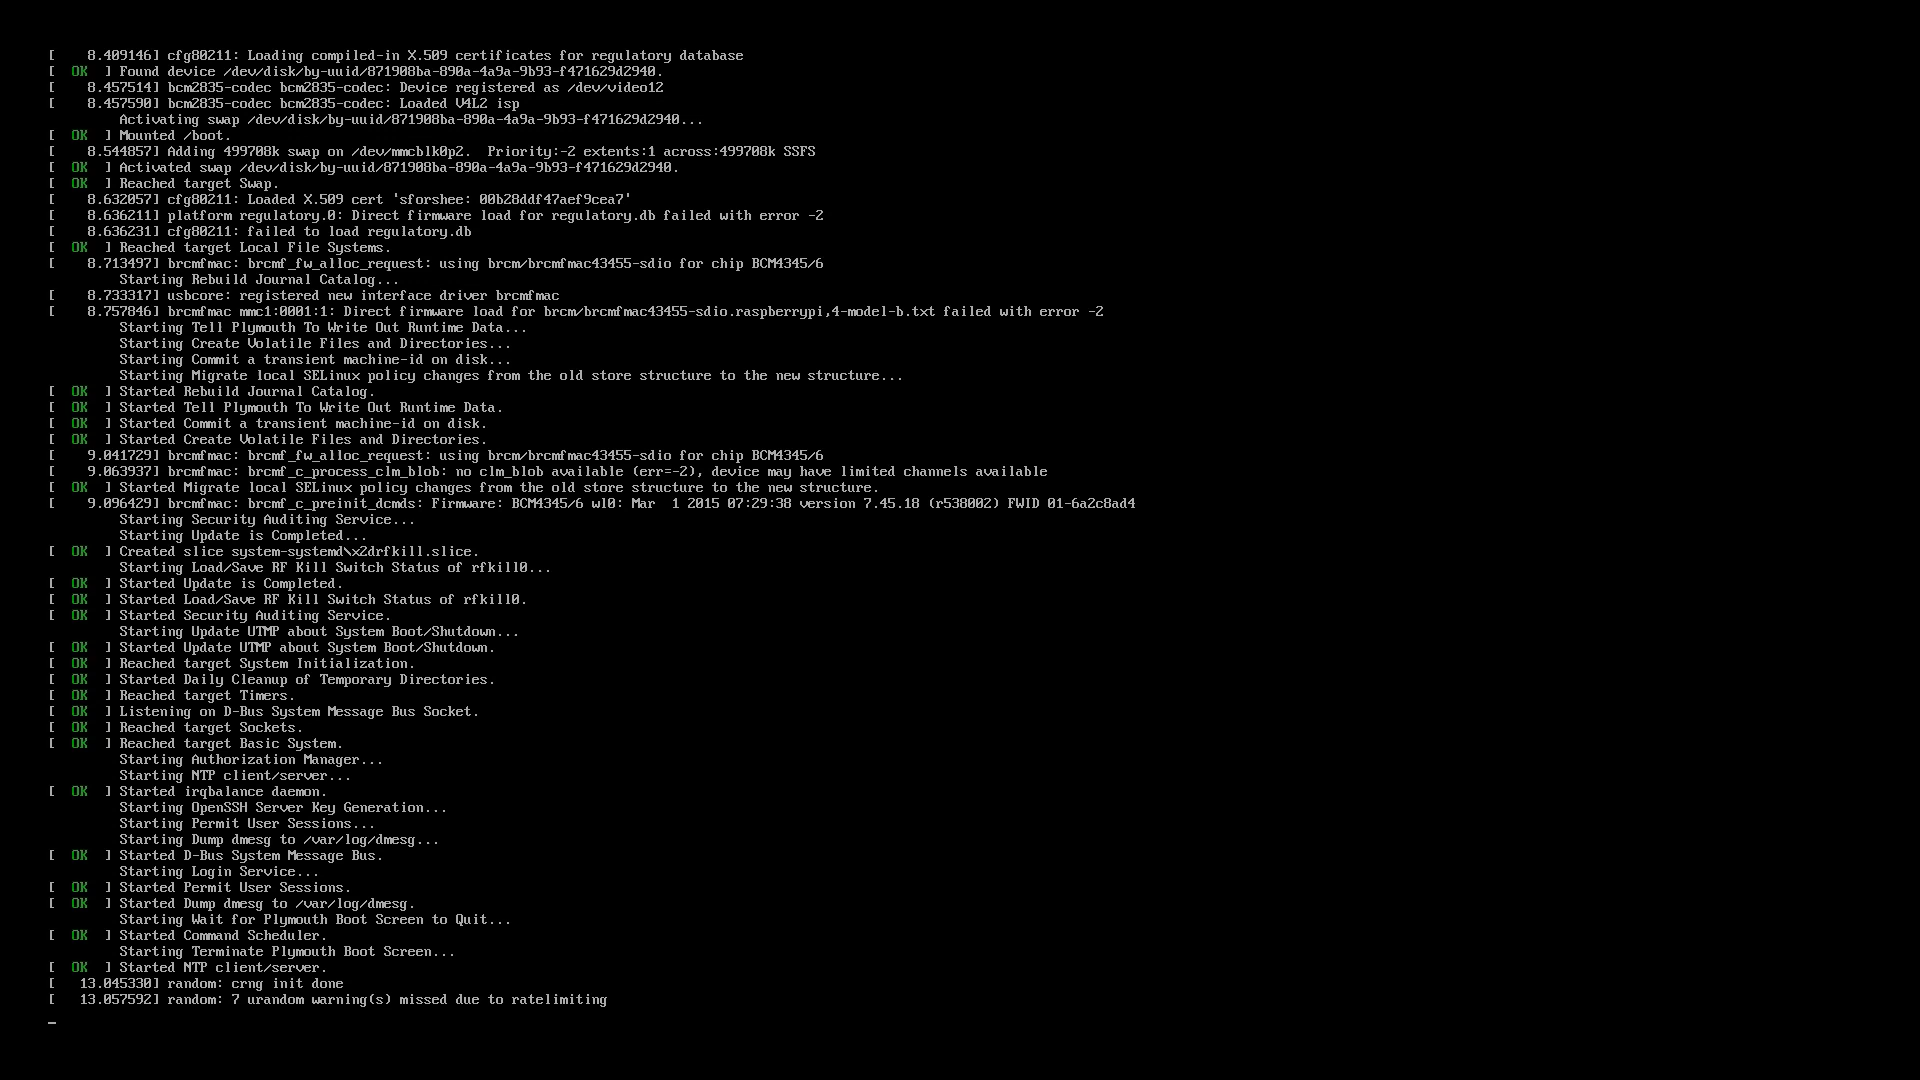 [    8.409146] cfg80211: Loading compiled-in X.509 certificates for regulatory database
[  OK  ] Found device /dev/disk/by-uuid/871908ba-890a-4a9a-9b93-f471629d2940.
[    8.457514] bcm2835-codec bcm2835-codec: Device registered as /dev/video12
[    8.457590] bcm2835-codec bcm2835-codec: Loaded V4L2 isp
         Activating swap /dev/disk/by-uuid/871908ba-890a-4a9a-9b93-f471629d2940...
[  OK  ] Mounted /boot.
[    8.544857] Adding 499708k swap on /dev/mmcblk0p2.  Priority:-2 extents:1 across:499708k SSFS
[  OK  ] Activated swap /dev/disk/by-uuid/871908ba-890a-4a9a-9b93-f471629d2940.
[  OK  ] Reached target Swap.
[    8.632057] cfg80211: Loaded X.509 cert 'sforshee: 00b28ddf47aef9cea7'
[    8.636211] platform regulatory.0: Direct firmware load for regulatory.db failed with error -2
[    8.636231] cfg80211: failed to load regulatory.db
[  OK  ] Reached target Local File Systems.
[    8.713497] brcmfmac: brcmf_fw_alloc_request: using brcm/brcmfmac43455-sdio for chip BCM4345/6
         Starting Rebuild Journal Catalog...
[    8.733317] usbcore: registered new interface driver brcmfmac
[    8.757846] brcmfmac mmc1:0001:1: Direct firmware load for brcm/brcmfmac43455-sdio.raspberrypi,4-model-b.txt failed with error -2
         Starting Tell Plymouth To Write Out Runtime Data...
         Starting Create Volatile Files and Directories...
         Starting Commit a transient machine-id on disk...
         Starting Migrate local SELinux policy changes from the old store structure to the new structure...
[  OK  ] Started Rebuild Journal Catalog.
[  OK  ] Started Tell Plymouth To Write Out Runtime Data.
[  OK  ] Started Commit a transient machine-id on disk.
[  OK  ] Started Create Volatile Files and Directories.
[    9.041729] brcmfmac: brcmf_fw_alloc_request: using brcm/brcmfmac43455-sdio for chip BCM4345/6
[    9.063937] brcmfmac: brcmf_c_process_clm_blob: no clm_blob available (err=-2), device may have limited channels available
[  OK  ] Started Migrate local SELinux policy changes from the old store structure to the new structure.
[    9.096429] brcmfmac: brcmf_c_preinit_dcmds: Firmware: BCM4345/6 wl0: Mar  1 2015 07:29:38 version 7.45.18 (r538002) FWID 01-6a2c8ad4
         Starting Security Auditing Service...
         Starting Update is Completed...
[  OK  ] Created slice system-systemd\x2drfkill.slice.
         Starting Load/Save RF Kill Switch Status of rfkill0...
[  OK  ] Started Update is Completed.
[  OK  ] Started Load/Save RF Kill Switch Status of rfkill0.
[  OK  ] Started Security Auditing Service.
         Starting Update UTMP about System Boot/Shutdown...
[  OK  ] Started Update UTMP about System Boot/Shutdown.
[  OK  ] Reached target System Initialization.
[  OK  ] Started Daily Cleanup of Temporary Directories.
[  OK  ] Reached target Timers.
[  OK  ] Listening on D-Bus System Message Bus Socket.
[  OK  ] Reached target Sockets.
[  OK  ] Reached target Basic System.
         Starting Authorization Manager...
         Starting NTP client/server...
[  OK  ] Started irqbalance daemon.
         Starting OpenSSH Server Key Generation...
         Starting Permit User Sessions...
         Starting Dump dmesg to /var/log/dmesg...
[  OK  ] Started D-Bus System Message Bus.
         Starting Login Service...
[  OK  ] Started Permit User Sessions.
[  OK  ] Started Dump dmesg to /var/log/dmesg.
         Starting Wait for Plymouth Boot Screen to Quit...
[  OK  ] Started Command Scheduler.
         Starting Terminate Plymouth Boot Screen...
[  OK  ] Started NTP client/server.
[   13.045330] random: crng init done
[   13.057592] random: 7 urandom warning(s) missed due to ratelimiting
_